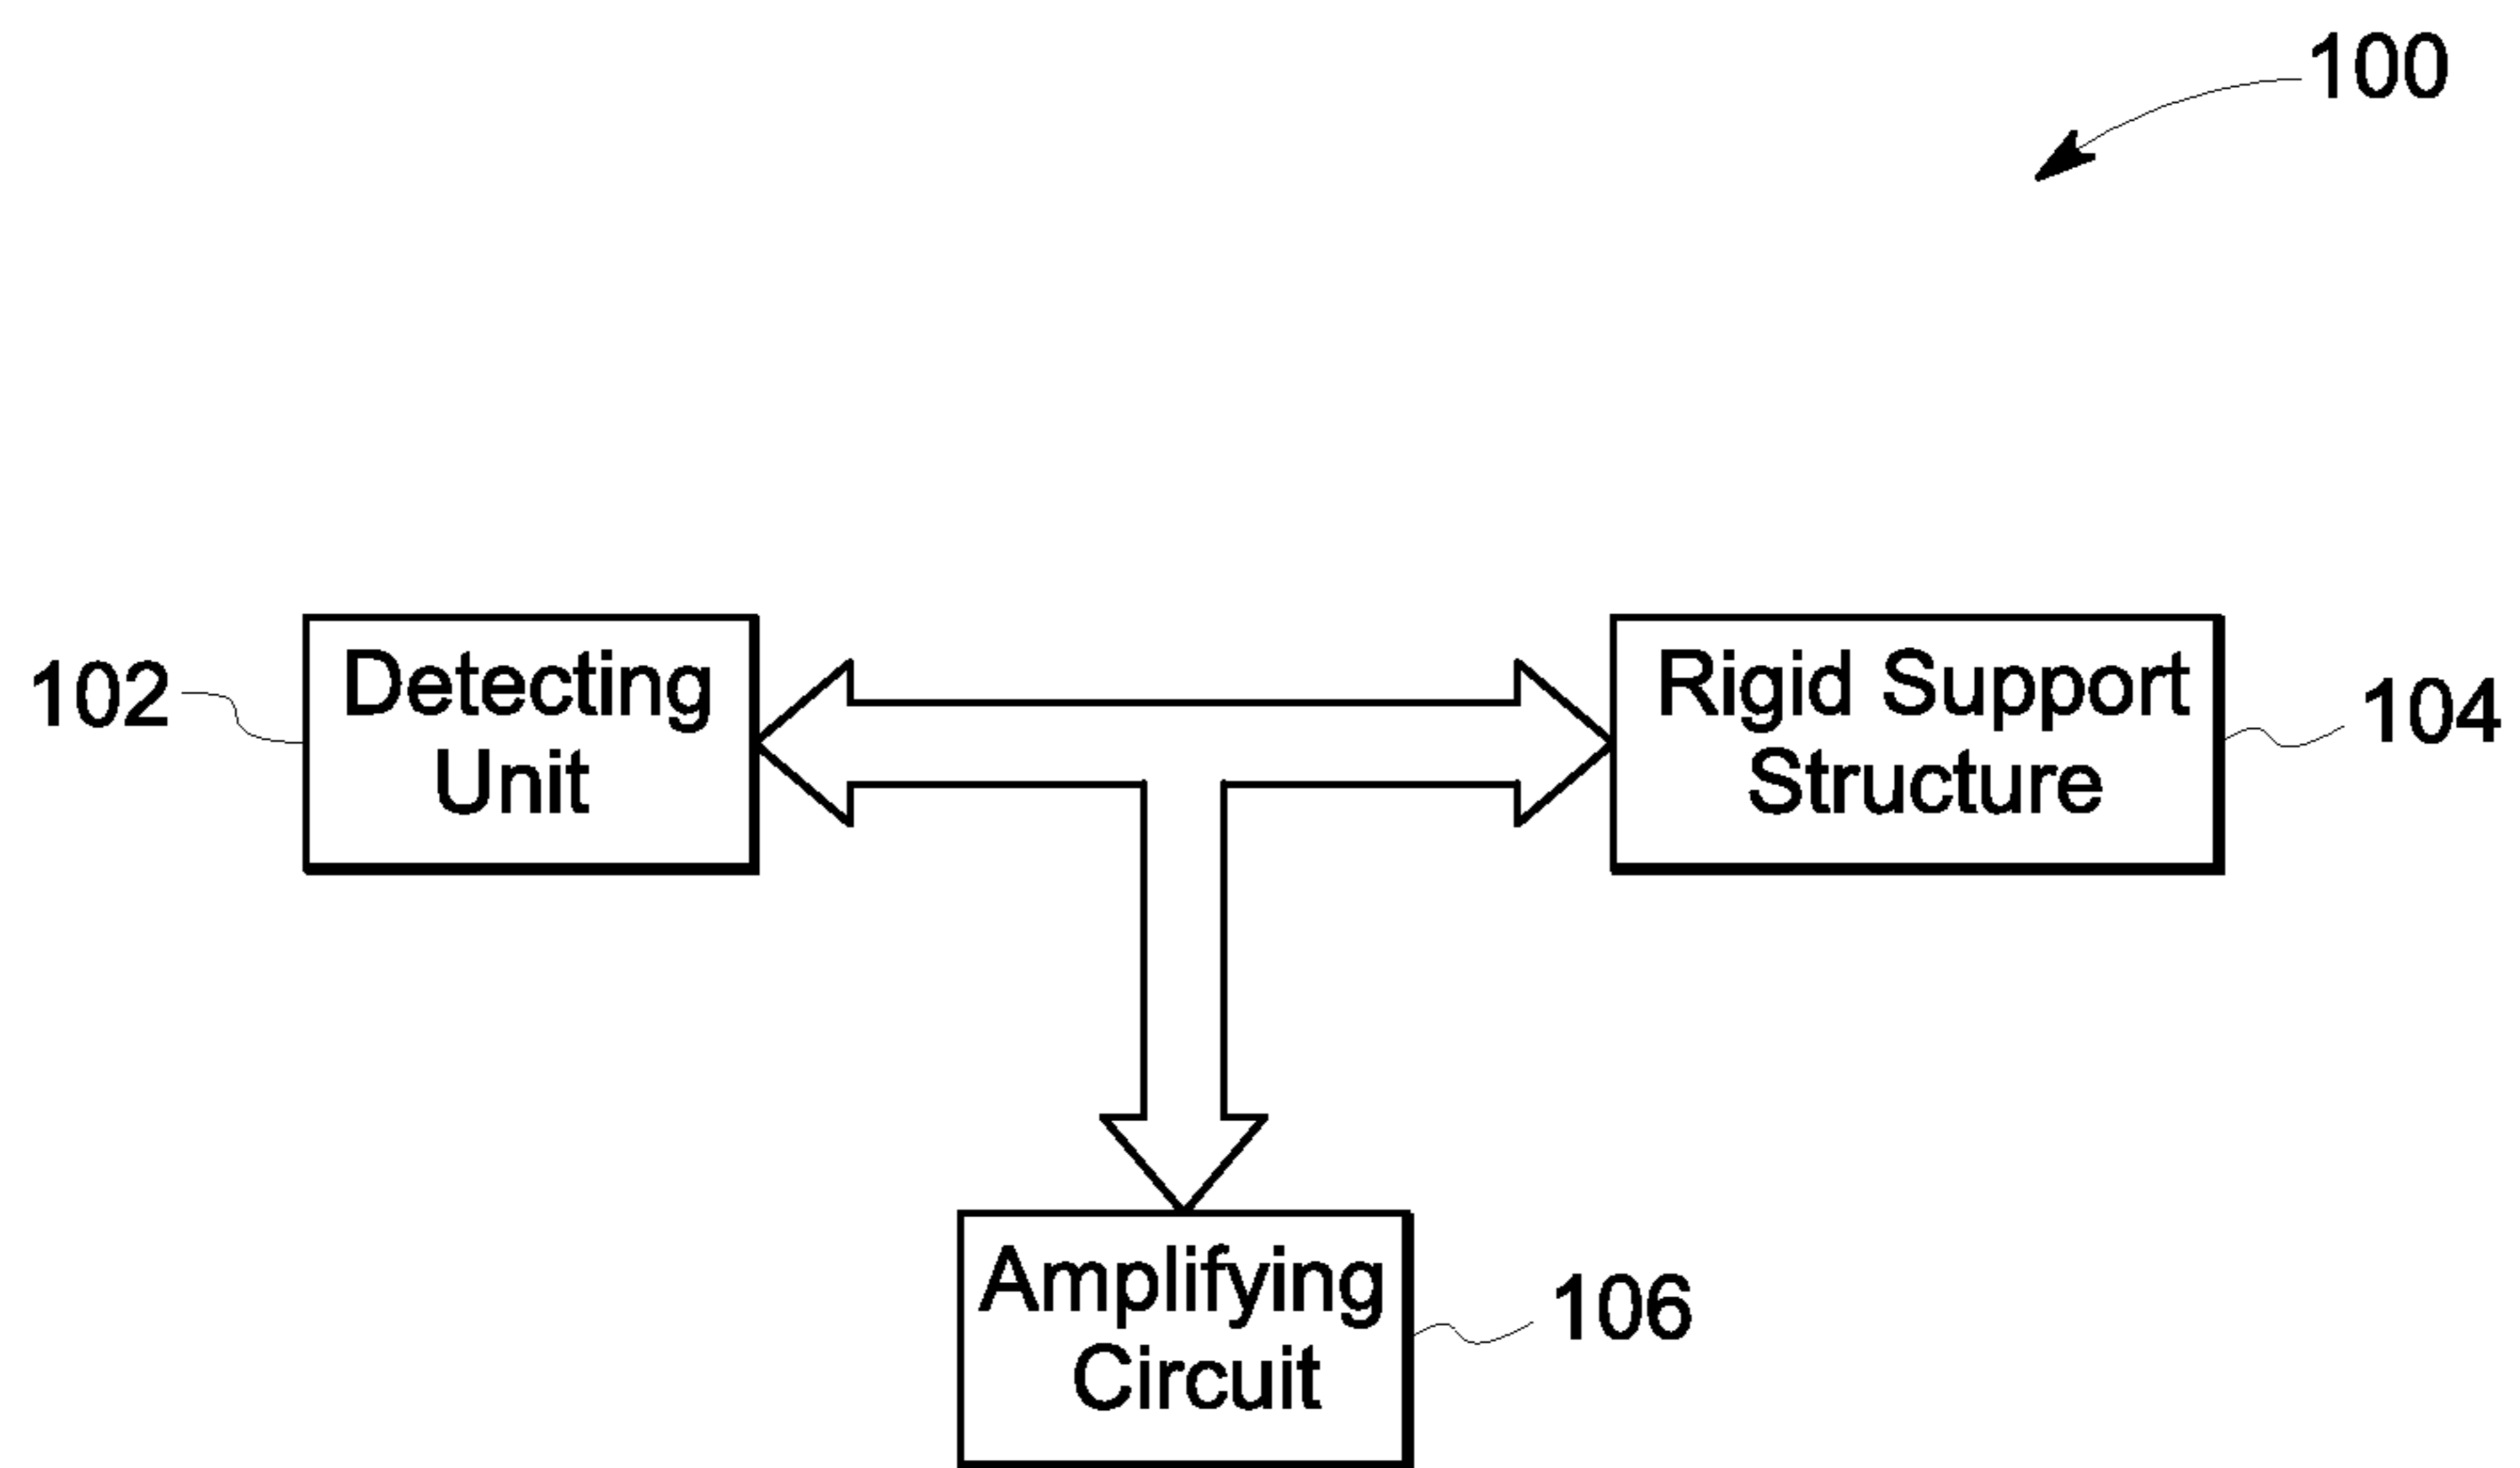 100
102
Detecting
Unit
Rigid Support
Structure
104
Amplifying
Circuit
106